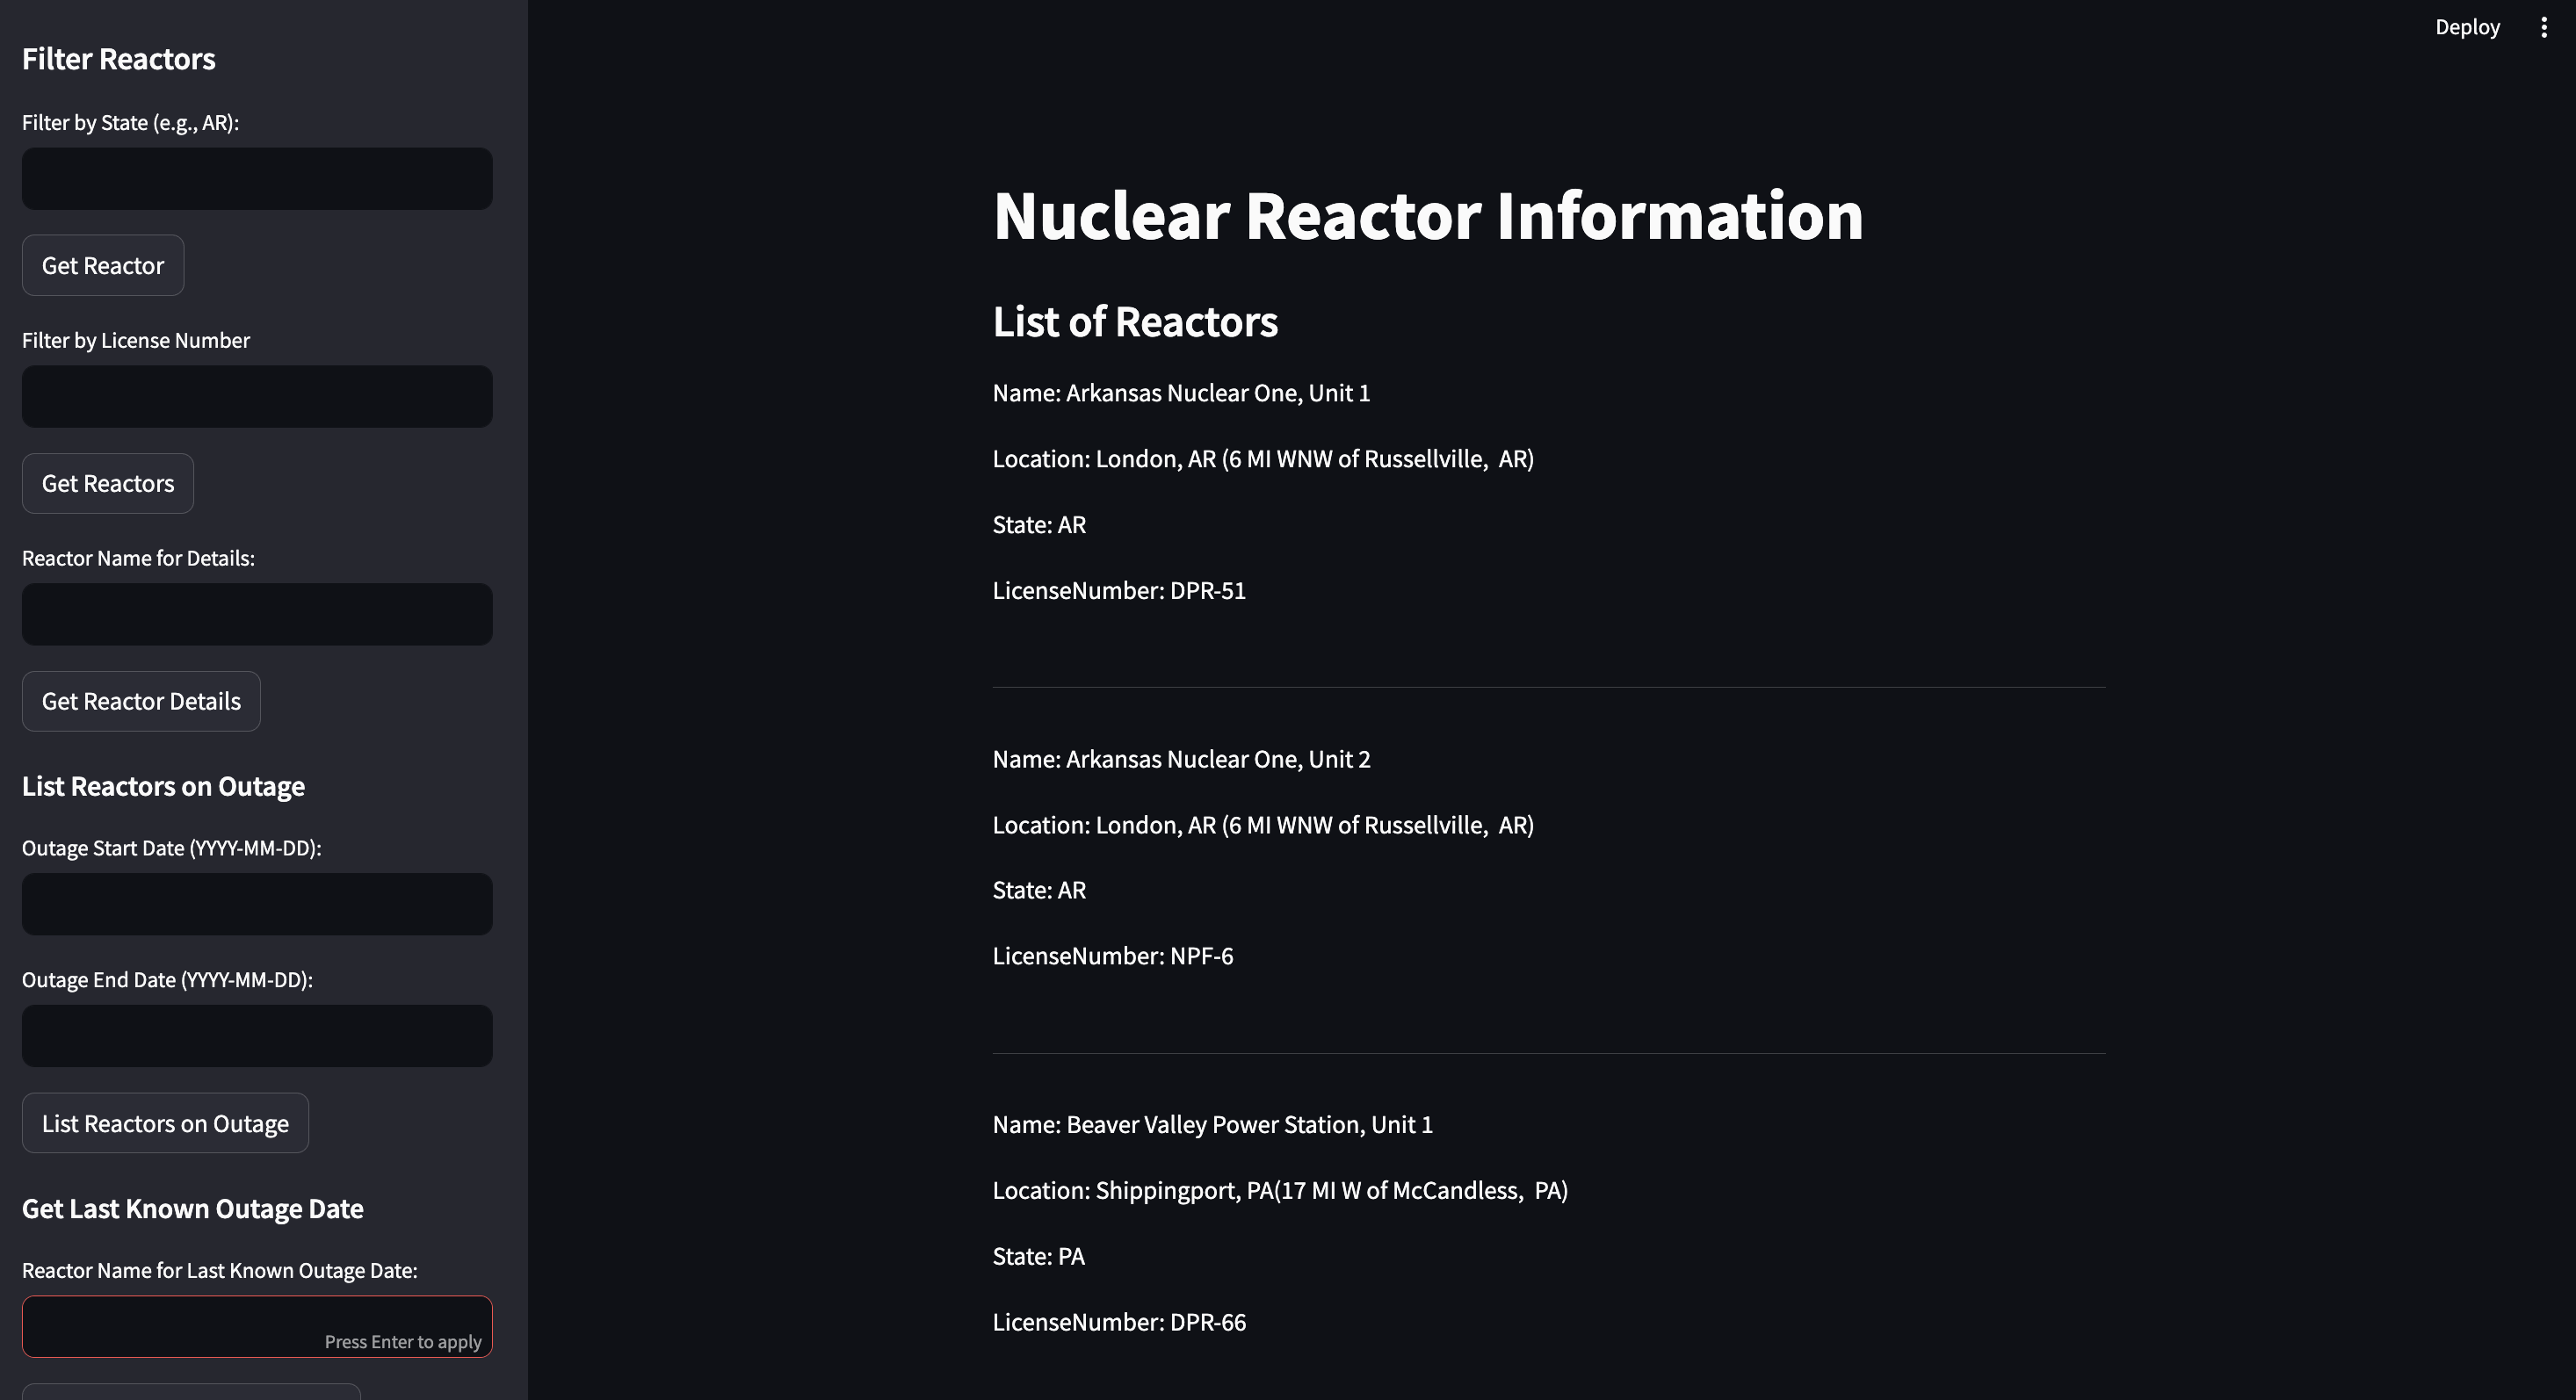 Filter Reactors
Filter by State (e.g., AR):
Get Reactor
Filter by License Number
Get Reactors
Reactor Name for Details:
Get Reactor Details
List Reactors on Outage
Outage Start Date (YYYY-MM-DD):
Outage End Date (YYYY-MM-DD):
List Reactors on Outage
Get Last Known Outage Date
Reactor Name for Last Known Outage Date:
Press Enter to apply
Deploy
Nuclear Reactor Information
List of Reactors
Name: Arkansas Nuclear One, Unit 1
Location: London, AR (6 MI WNW of Russellville,  AR)
State: AR
LicenseNumber: DPR-51
Name: Arkansas Nuclear One, Unit 2
Location: London, AR (6 MI WNW of Russellville,  AR)
State: AR
LicenseNumber: NPF-6
Name: Beaver Valley Power Station, Unit 1
Location: Shippingport, PA(17 MI W of McCandless,  PA)
State: PA
LicenseNumber: DPR-66